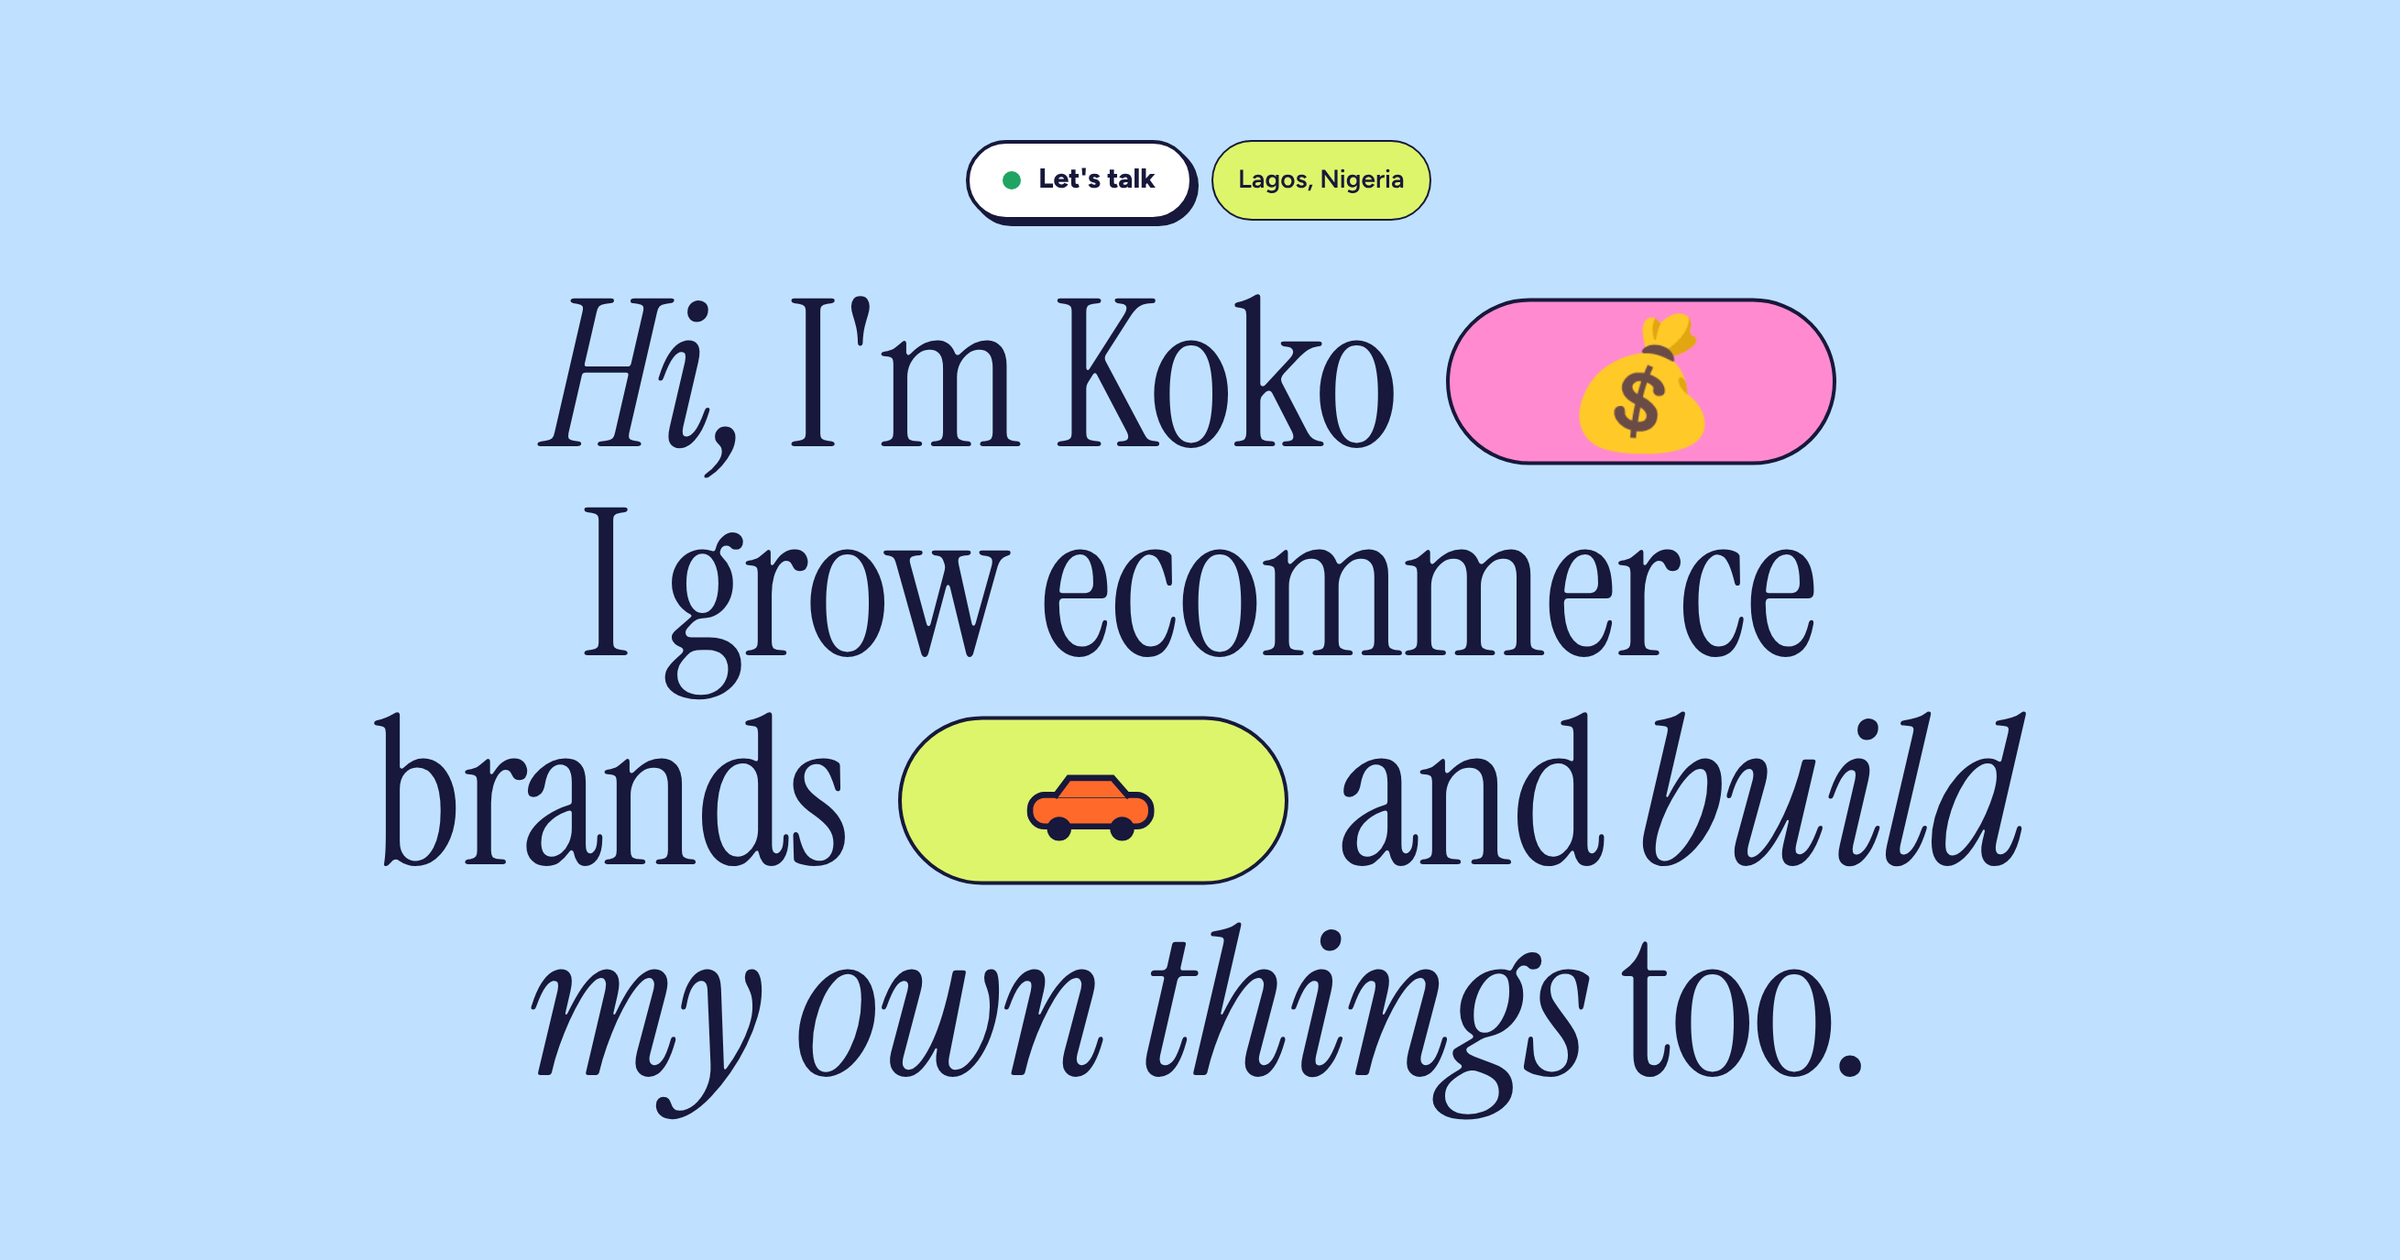 Let's talk
Lagos, Nigeria
Hi, I'm Koko
I grow ecommerce
brands and build
my own things too.